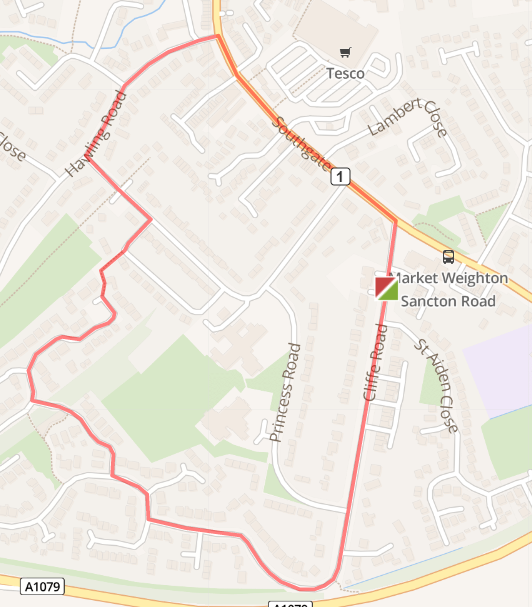 Tesco
Close
Hawling Road
Lambert Close
Southgate
1
Market Weighton
Sancton Road
Cliffe Road
St Aiden Close
Princess Road
A1079
A1079